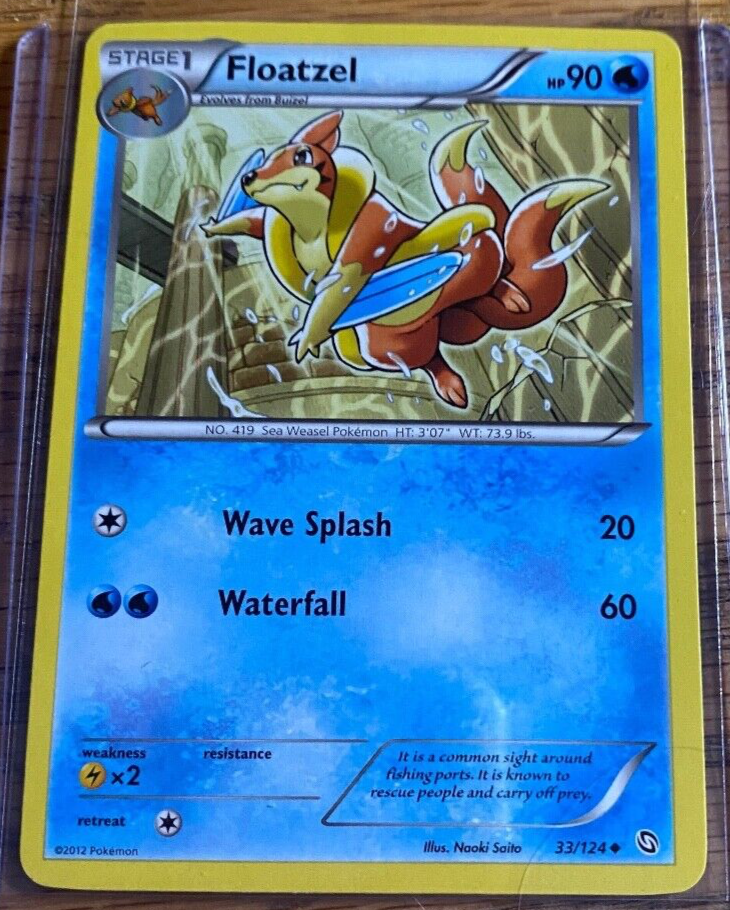 STAGE1
Floatzel
HP 90
Evolves from Buizel
NO. 419 Sea Weasel Pokémon HT: 3'07" WT: 73.9 lbs.
Wave Splash 20
Waterfall 60
weakness resistance
×2
It is a common sight around
fishing ports. It is known to
rescue people and carry off prey.
retreat
©2012 Pokémon
Illus. Naoki Saito 33/124